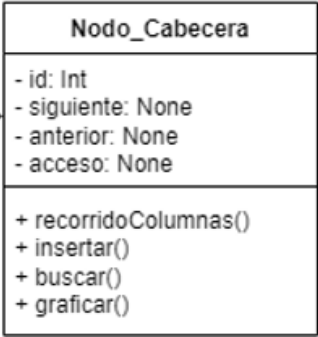 Nodo_Cabecera
- id: Int
- siguiente: None
- anterior: None
- acceso: None
+ recorridoColumnas()
+ insertar()
+ buscar()
+ graficar()